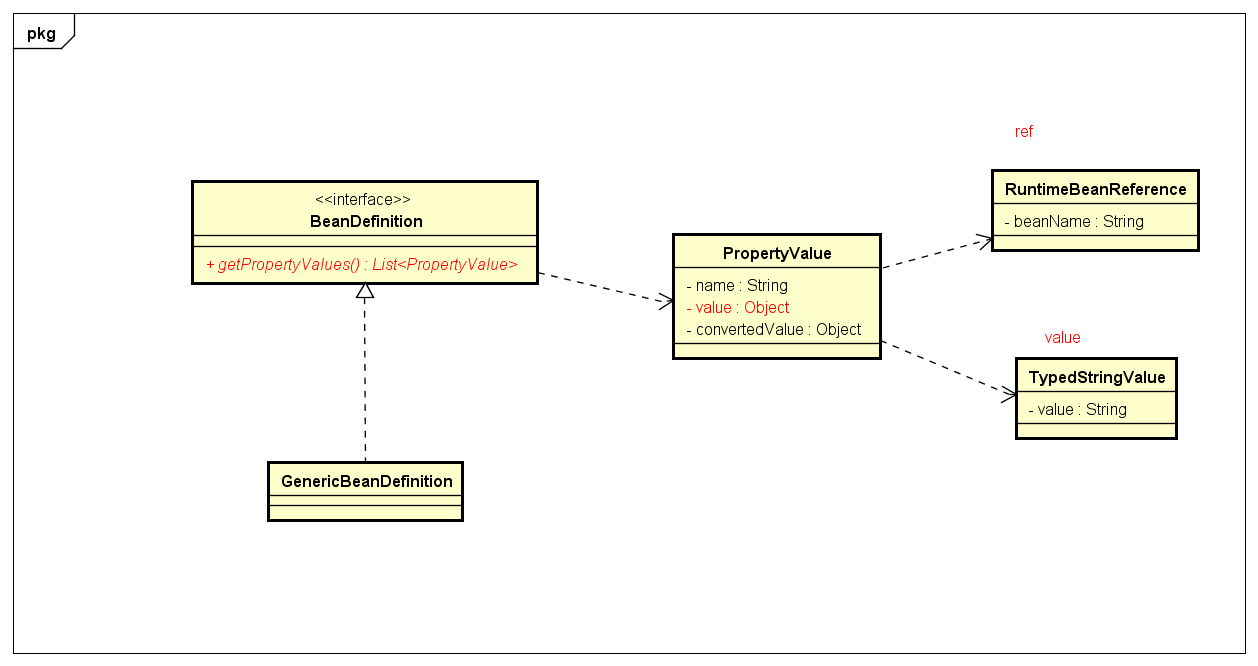 pkg
ref
<<interface>>
BeanDefinition
+ getPropertyValues() : List<PropertyValue>
RuntimeBeanReference
- beanName : String
PropertyValue
- name : String
- value : Object
- convertedValue : Object
value
TypedStringValue
- value : String
GenericBeanDefinition